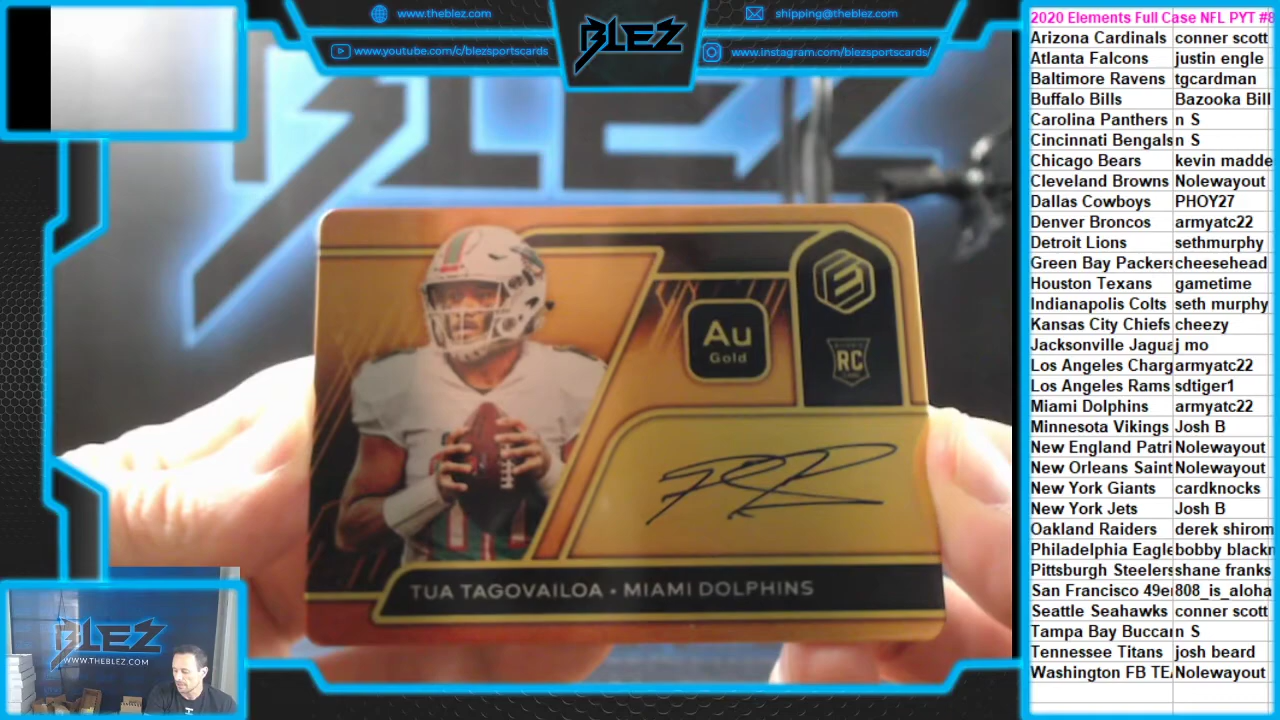 www.theblez.com
www.youtube.com/c/blezsportscards
BLEZ
shipping@theblez.com
www.instagram.com/blezsportscards/
BLEZ
Au
Gold
RC
TUA TAGOVAILOA • MIAMI DOLPHINS
BLEZ
WWW.THEBLEZ.COM
2020 Elements Full Case NFL PYT #8
Arizona Cardinals conner scott
Atlanta Falcons justin engle
Baltimore Ravens tgcardman
Buffalo Bills Bazooka Bill
Carolina Panthers n S
Cincinnati Bengals n S
Chicago Bears kevin madde
Cleveland Browns Nolewayout
Dallas Cowboys PHOY27
Denver Broncos armyatc22
Detroit Lions sethmurphy
Green Bay Packers cheesehead
Houston Texans gametime
Indianapolis Colts seth murphy
Kansas City Chiefs cheezy
Jacksonville Jagua j mo
Los Angeles Charg armyatc22
Los Angeles Rams sdtiger1
Miami Dolphins armyatc22
Minnesota Vikings Josh B
New England Patri Nolewayout
New Orleans Saint Nolewayout
New York Giants cardknocks
New York Jets Josh B
Oakland Raiders derek shirom
Philadelphia Eagle bobby blackn
Pittsburgh Steelers shane franks
San Francisco 49e 808_is_aloha
Seattle Seahawks conner scott
Tampa Bay Buccan n S
Tennessee Titans josh beard
Washington FB TEA Nolewayout